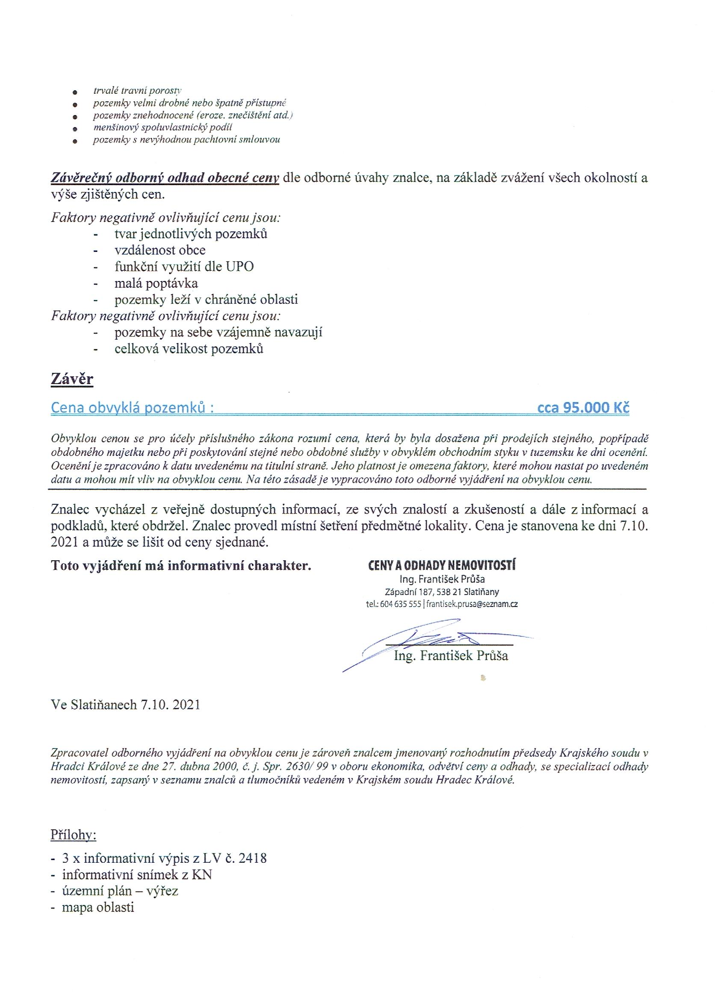 • trvalé travní porosty
• pozemky velmi drobné nebo špatně přístupné
• pozemky znehodnocené (eroze, znečištění atd.)
• menšinový spoluvlastnický podíl
• pozemky s nevýhodnou pachtovní smlouvou
Závěrečný odborný odhad obecné ceny dle odborné úvahy znalce, na základě zvážení všech okolností a
výše zjištěných cen.
Faktory negativně ovlivňující cenu jsou:
- tvar jednotlivých pozemků
- vzdálenost obce
- funkční využití dle UPO
- malá poptávka
- pozemky leží v chráněné oblasti
Faktory negativně ovlivňující cenu jsou:
- pozemky na sebe vzájemně navazují
- celková velikost pozemků
Závěr
Cena obvyklá pozemků : cca 95.000 Kč
Obvyklou cenou se pro účely příslušného zákona rozumí cena, která by byla dosažena při prodejích stejného, popřípadě
obdobného majetku nebo při poskytování stejné nebo obdobné služby v obvyklém obchodním styku v tuzemsku ke dni ocenění.
Ocenění je zpracováno k datu uvedenému na titulní straně. Jeho platnost je omezena faktory, které mohou nastat po uvedeném
datu a mohou mít vliv na obvyklou cenu. Na této zásadě je vypracováno toto odborné vyjádření na obvyklou cenu.
Znalec vycházel z veřejně dostupných informací, ze svých znalostí a zkušeností a dále z informací a
podkladů, které obdržel. Znalec provedl místní šetření předmětné lokality. Cena je stanovena ke dni 7.10.
2021 a může se lišit od ceny sjednané.
Toto vyjádření má informativní charakter.
CENY A ODHADY NEMOVITOSTÍ
Ing. František Průša
Západní 187, 538 21 Slatiňany
tel.: 604 635 555 | frantisek.prusa@seznam.cz
Ing. František Průša
Ve Slatiňanech 7.10. 2021
Zpracovatel odborného vyjádření na obvyklou cenu je zároveň znalcem jmenovaný rozhodnutím předsedy Krajského soudu v
Hradci Králové ze dne 27. dubna 2000, č. j. Spr. 2630/ 99 v oboru ekonomika, odvětví ceny a odhady, se specializací odhady
nemovitostí, zapsaný v seznamu znalců a tlumočníků vedeném v Krajském soudu Hradec Králové.
Přílohy:
- 3 x informativní výpis z LV č. 2418
- informativní snímek z KN
- územní plán – výřez
- mapa oblasti